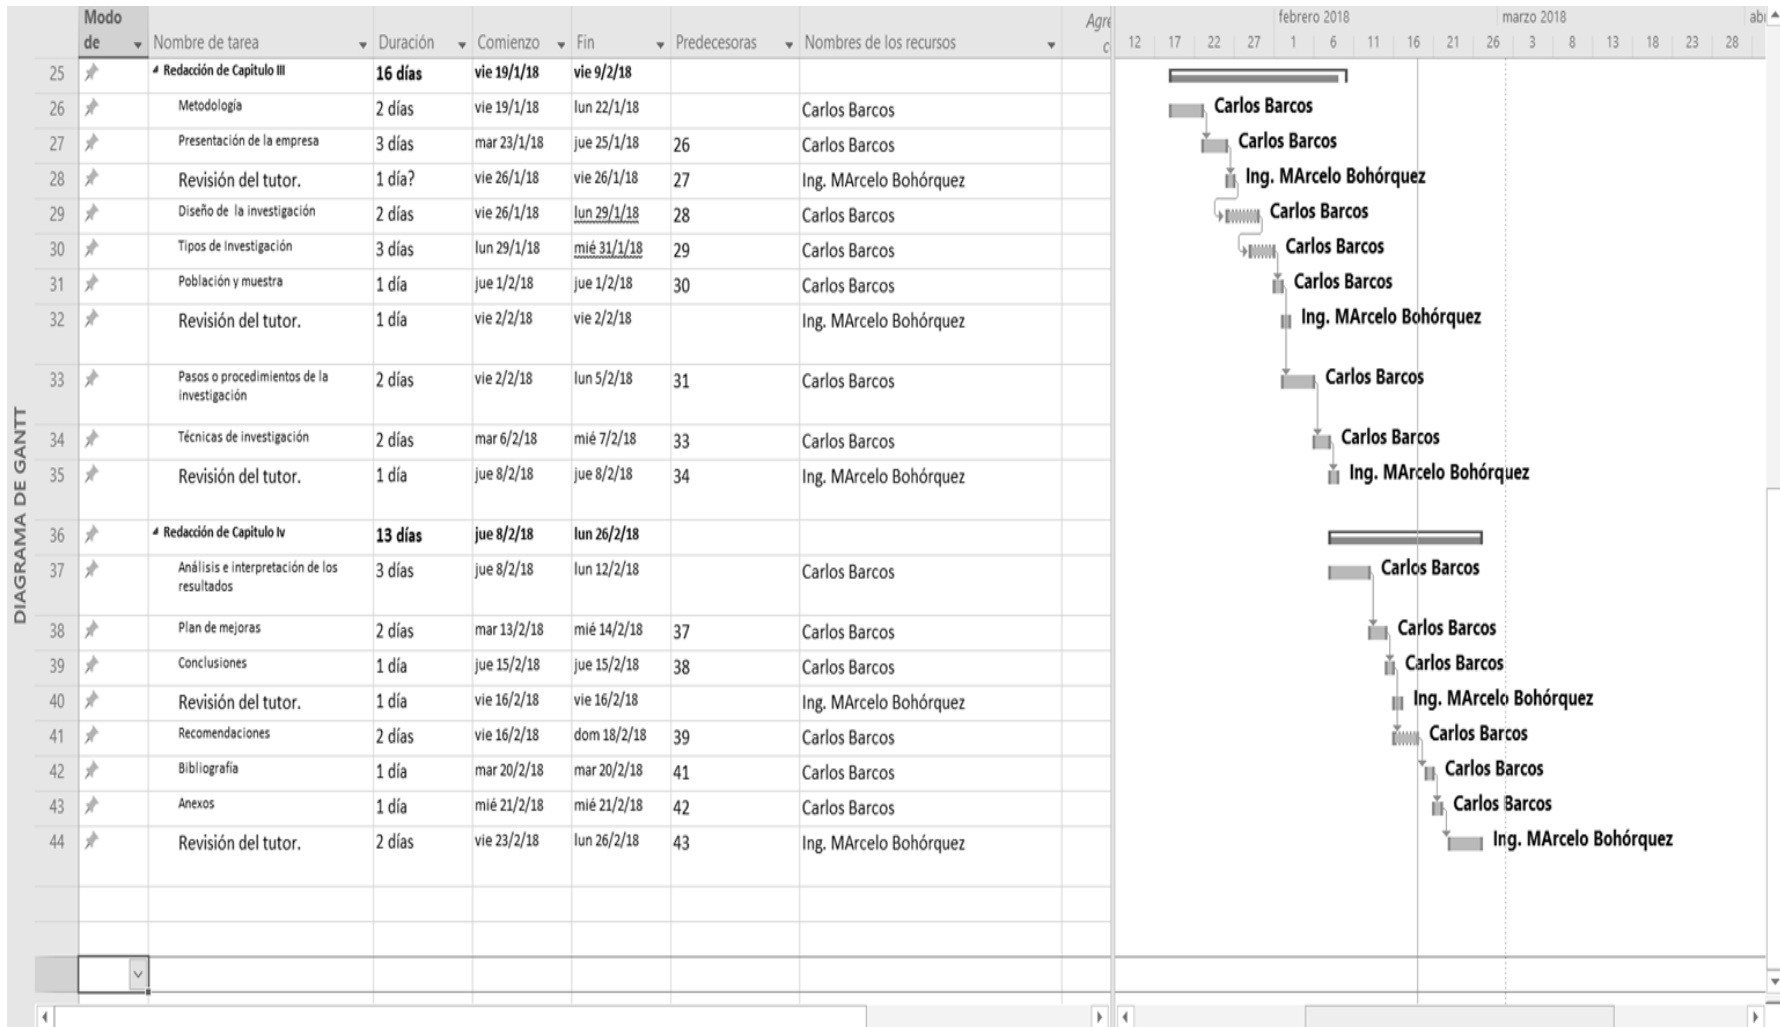 DIAGRAMA DE GANTT
Modo de Nombre de tarea Duración Comienzo Fin Predecesoras Nombres de los recursos Agre c
febrero 2018 marzo 2018 ab
12 17 22 27 1 6 11 16 21 26 3 8 13 18 23 28
25 Redacción de Capitulo III 16 días vie 19/1/18 vie 9/2/18
26 Metodología 2 días vie 19/1/18 lun 22/1/18 Carlos Barcos Carlos Barcos
27 Presentación de la empresa 3 días mar 23/1/18 jue 25/1/18 26 Carlos Barcos Carlos Barcos
28 Revisión del tutor. 1 día? vie 26/1/18 vie 26/1/18 27 Ing. MArcelo Bohórquez Ing. MArcelo Bohórquez
29 Diseño de la investigación 2 días vie 26/1/18 lun 29/1/18 28 Carlos Barcos Carlos Barcos
30 Tipos de Investigación 3 días lun 29/1/18 mié 31/1/18 29 Carlos Barcos Carlos Barcos
31 Población y muestra 1 día jue 1/2/18 jue 1/2/18 30 Carlos Barcos Carlos Barcos
32 Revisión del tutor. 1 día vie 2/2/18 vie 2/2/18 Ing. MArcelo Bohórquez Ing. MArcelo Bohórquez
33 Pasos o procedimientos de la investigación 2 días vie 2/2/18 lun 5/2/18 31 Carlos Barcos Carlos Barcos
34 Técnicas de investigación 2 días mar 6/2/18 mié 7/2/18 33 Carlos Barcos Carlos Barcos
35 Revisión del tutor. 1 día jue 8/2/18 jue 8/2/18 34 Ing. MArcelo Bohórquez Ing. MArcelo Bohórquez
36 Redacción de Capitulo Iv 13 días jue 8/2/18 lun 26/2/18
37 Análisis e interpretación de los resultados 3 días jue 8/2/18 lun 12/2/18 Carlos Barcos Carlos Barcos
38 Plan de mejoras 2 días mar 13/2/18 mié 14/2/18 37 Carlos Barcos Carlos Barcos
39 Conclusiones 1 día jue 15/2/18 jue 15/2/18 38 Carlos Barcos Carlos Barcos
40 Revisión del tutor. 1 día vie 16/2/18 vie 16/2/18 Ing. MArcelo Bohórquez Ing. MArcelo Bohórquez
41 Recomendaciones 2 días vie 16/2/18 dom 18/2/18 39 Carlos Barcos Carlos Barcos
42 Bibliografía 1 día mar 20/2/18 mar 20/2/18 41 Carlos Barcos Carlos Barcos
43 Anexos 1 día mié 21/2/18 mié 21/2/18 42 Carlos Barcos Carlos Barcos
44 Revisión del tutor. 2 días vie 23/2/18 lun 26/2/18 43 Ing. MArcelo Bohórquez Ing. MArcelo Bohórquez